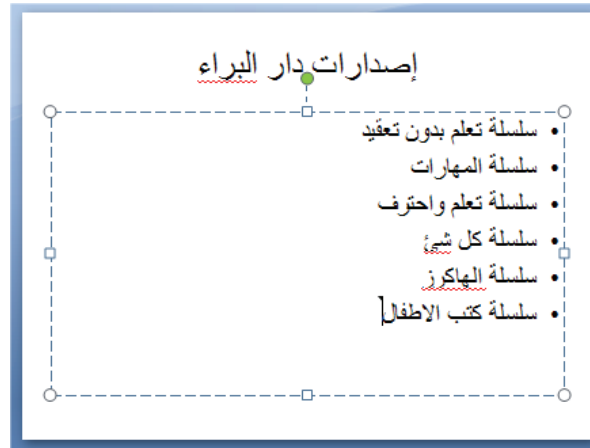 إصدارات دار البراء
• سلسلة تعلم بدون تعقيد
• سلسلة المهارات
• سلسلة تعلم واحترف
• سلسلة كل شئ
• سلسلة الهاكرز
• سلسلة كتب الاطفال